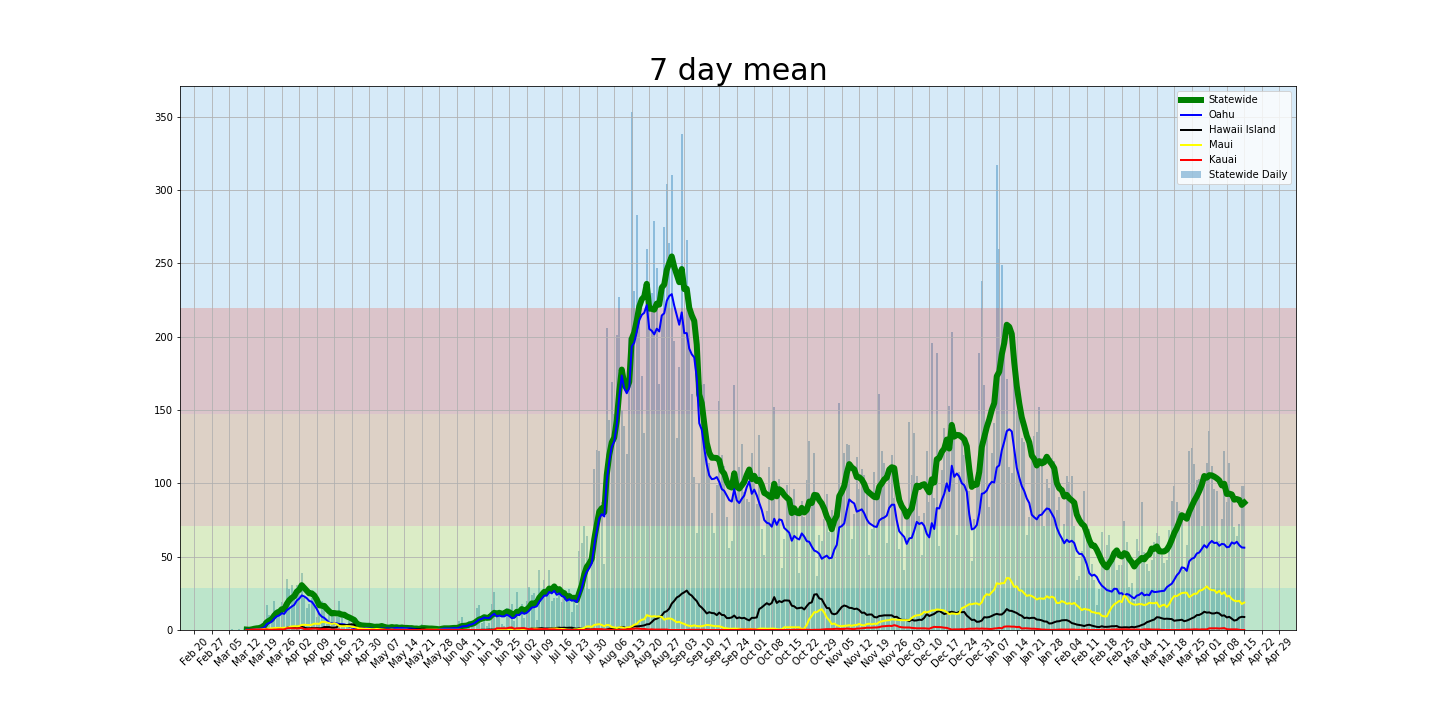 7 day mean
Statewide
Oahu
Hawaii Island
Maui
Kauai
Statewide Daily
350
300
250
200
150
100
50
0
Feb 20
Feb 27
Mar 05
Mar 12
Mar 19
Mar 26
Apr 02
Apr 09
Apr 16
Apr 23
Apr 30
May 07
May 14
May 21
May 28
Jun 04
Jun 11
Jun 18
Jun 25
Jul 02
Jul 09
Jul 16
Jul 23
Jul 30
Aug 06
Aug 13
Aug 20
Aug 27
Sep 03
Sep 10
Sep 17
Sep 24
Oct 01
Oct 08
Oct 15
Oct 22
Oct 29
Nov 05
Nov 12
Nov 19
Nov 26
Dec 03
Dec 10
Dec 17
Dec 24
Dec 31
Jan 07
Jan 14
Jan 21
Jan 28
Feb 04
Feb 11
Feb 18
Feb 25
Mar 04
Mar 11
Mar 18
Mar 25
Apr 01
Apr 08
Apr 15
Apr 22
Apr 29